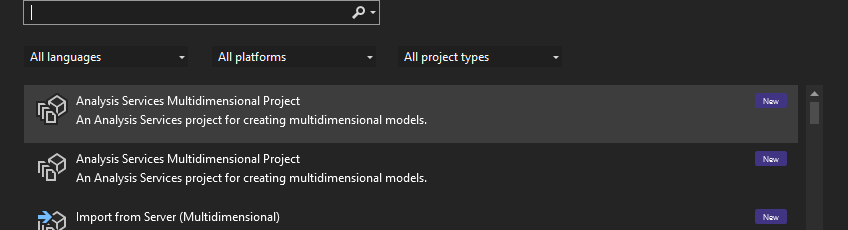 All languages All platforms All project types
Analysis Services Multidimensional Project New
An Analysis Services project for creating multidimensional models.
Analysis Services Multidimensional Project New
An Analysis Services project for creating multidimensional models.
Import from Server (Multidimensional) New